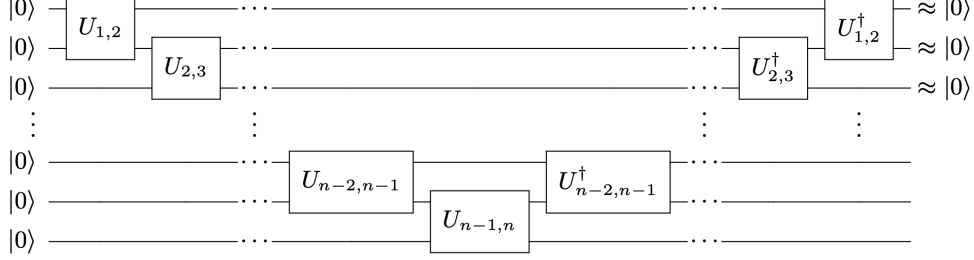 |0⟩ U_{1,2} ⋯ ⋯ U^†_{1,2} ≈ |0⟩
|0⟩ U_{2,3} ⋯ ⋯ U^†_{2,3} ≈ |0⟩
|0⟩ ⋯ ⋯ ≈ |0⟩
⋮ ⋮ ⋮ ⋮
|0⟩ ⋯ U_{n−2,n−1} U^†_{n−2,n−1} ⋯
|0⟩ ⋯ U_{n−1,n} ⋯
|0⟩ ⋯ ⋯